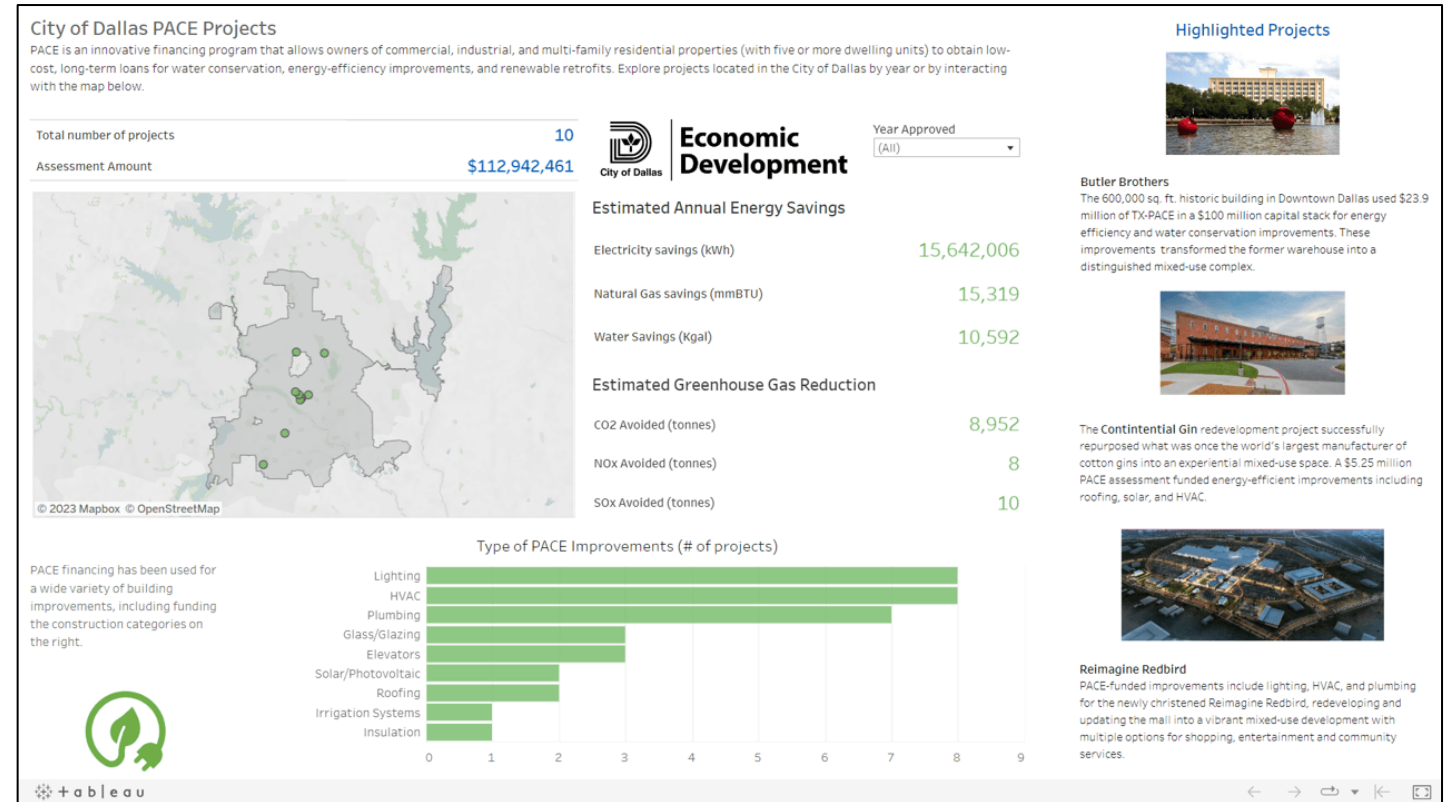 City of Dallas PACE Projects
PACE is an innovative financing program that allows owners of commercial, industrial, and multi-family residential properties (with five or more dwelling units) to obtain low-
cost, long-term loans for water conservation, energy-efficiency improvements, and renewable retrofits. Explore projects located in the City of Dallas by year or by interacting
with the map below.
Total number of projects 10
Assessment Amount $112,942,461
City of Dallas
Economic
Development
Year Approved
(All)
© 2023 Mapbox © OpenStreetMap
Estimated Annual Energy Savings
Electricity savings (kWh) 15,642,006
Natural Gas savings (mmBTU) 15,319
Water Savings (Kgal) 10,592
Estimated Greenhouse Gas Reduction
CO2 Avoided (tonnes) 8,952
NOx Avoided (tonnes) 8
SOx Avoided (tonnes) 10
PACE financing has been used for
a wide variety of building
improvements, including funding
the construction categories on
the right.
Type of PACE Improvements (# of projects)
Lighting
HVAC
Plumbing
Glass/Glazing
Elevators
Solar/Photovoltaic
Roofing
Irrigation Systems
Insulation
0 1 2 3 4 5 6 7 8 9
Highlighted Projects
Butler Brothers
The 600,000 sq. ft. historic building in Downtown Dallas used $23.9
million of TX-PACE in a $100 million capital stack for energy
efficiency and water conservation improvements. These
improvements transformed the former warehouse into a
distinguished mixed-use complex.
The Contintential Gin redevelopment project successfully
repurposed what was once the world's largest manufacturer of
cotton gins into an experiential mixed-use space. A $5.25 million
PACE assessment funded energy-efficient improvements including
roofing, solar, and HVAC.
Reimagine Redbird
PACE-funded improvements include lighting, HVAC, and plumbing
for the newly christened Reimagine Redbird, redeveloping and
updating the mall into a vibrant mixed-use development with
multiple options for shopping, entertainment and community
services.
+ableau